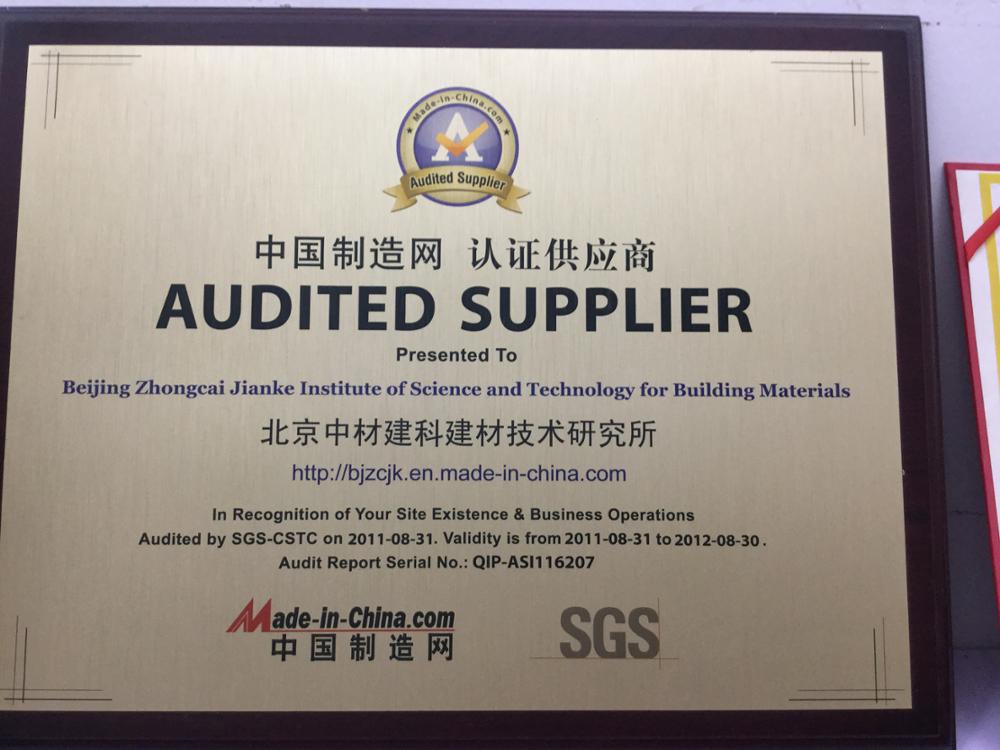 Made-in-China.com
A
Audited Supplier
中国制造网 认证供应商
AUDITED SUPPLIER
Presented To
Beijing Zhongcai Jianke Institute of Science and Technology for Building Materials
北京中材建科建材技术研究所
http://bjzcjk.en.made-in-china.com
In Recognition of Your Site Existence & Business Operations
Audited by SGS-CSTC on 2011-08-31. Validity is from 2011-08-31 to 2012-08-30 .
Audit Report Serial No.: QIP-ASI116207
Made-in-China.com
中国制造网
SGS